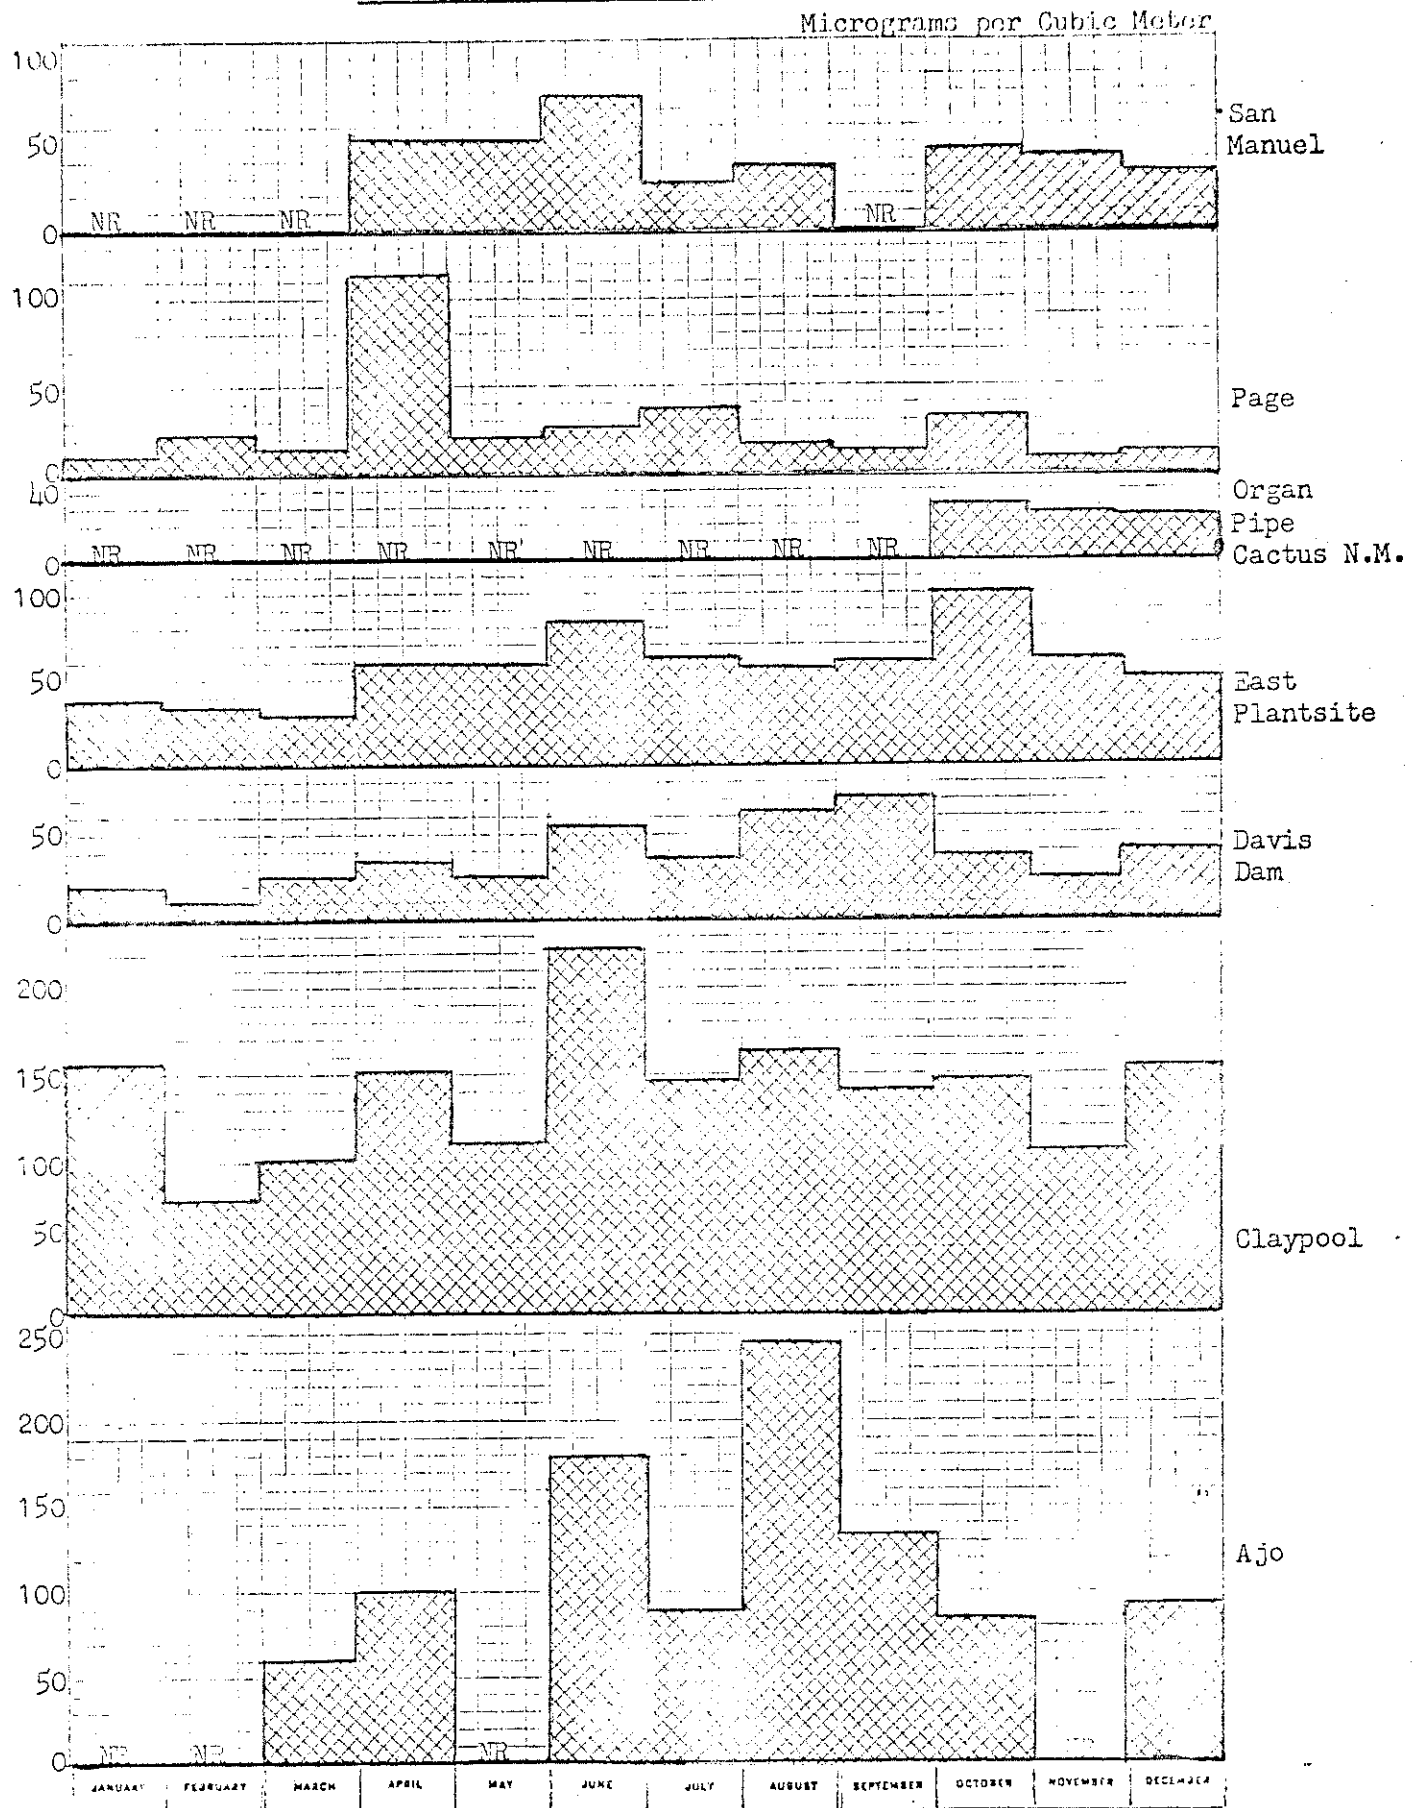 Micrograms per Cubic Meter
100
50
0
NR NR NR NR
San
Manuel
100
50
0
Page
40
0
NR NR NR NR NR NR NR NR NR
Organ
Pipe
Cactus N.M.
100
50
0
East
Plantsite
50
0
Davis
Dam
200
150
100
50
0
Claypool
250
200
150
100
50
0
NR NR NR
Ajo
JANUARY FEBRUARY MARCH APRIL MAY JUNE JULY AUGUST SEPTEMBER OCTOBER NOVEMBER DECEMBER